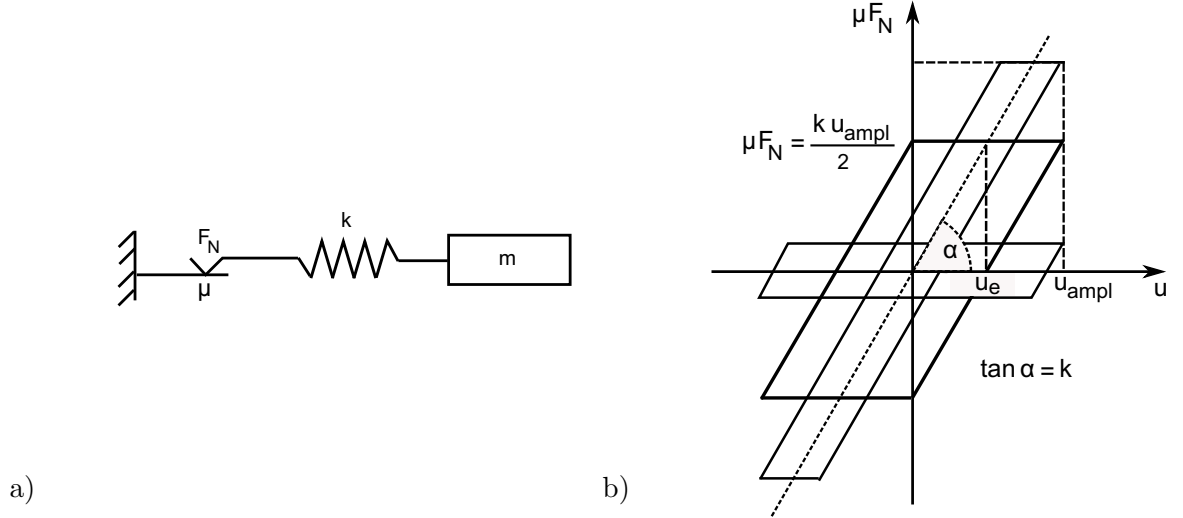 F_N
k
m
μ
a)
μF_N
μF_N = k u_ampl / 2
α
u_e
u_ampl
u
tan α = k
b)